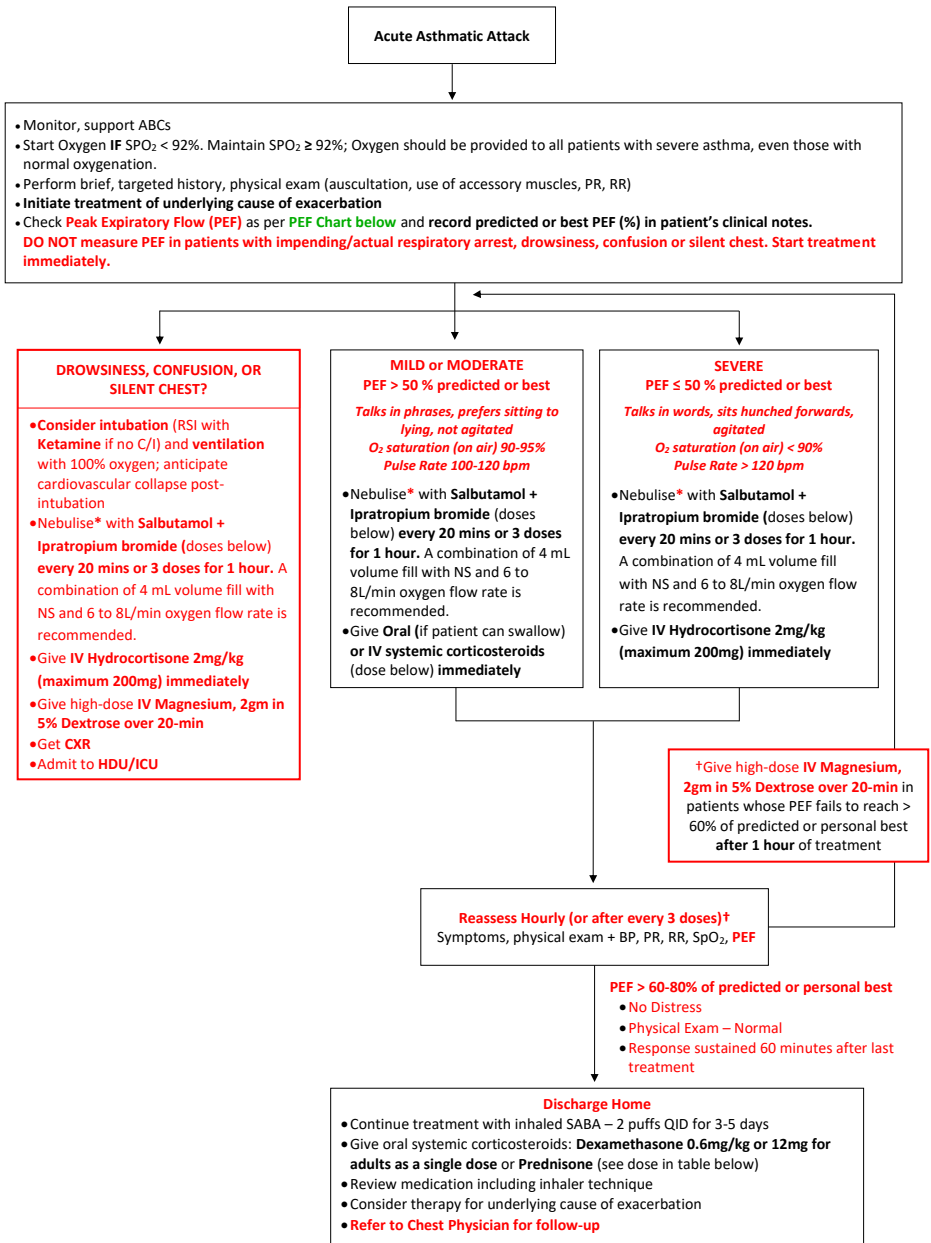 Acute Asthmatic Attack
• Monitor, support ABCs
• Start Oxygen IF SPO₂ < 92%. Maintain SPO₂ ≥ 92%; Oxygen should be provided to all patients with severe asthma, even those with
normal oxygenation.
• Perform brief, targeted history, physical exam (auscultation, use of accessory muscles, PR, RR)
• Initiate treatment of underlying cause of exacerbation
• Check Peak Expiratory Flow (PEF) as per PEF Chart below and record predicted or best PEF (%) in patient's clinical notes.
DO NOT measure PEF in patients with impending/actual respiratory arrest, drowsiness, confusion or silent chest. Start treatment
immediately.
DROWSINESS, CONFUSION, OR
SILENT CHEST?
• Consider intubation (RSI with
Ketamine if no C/I) and ventilation
with 100% oxygen; anticipate
cardiovascular collapse post-
intubation
• Nebulise* with Salbutamol +
Ipratropium bromide (doses below)
every 20 mins or 3 doses for 1 hour. A
combination of 4 mL volume fill with
NS and 6 to 8L/min oxygen flow rate is
recommended.
• Give IV Hydrocortisone 2mg/kg
(maximum 200mg) immediately
• Give high-dose IV Magnesium, 2gm in
5% Dextrose over 20-min
• Get CXR
• Admit to HDU/ICU
MILD or MODERATE
PEF > 50 % predicted or best
Talks in phrases, prefers sitting to
lying, not agitated
O₂ saturation (on air) 90-95%
Pulse Rate 100-120 bpm
• Nebulise* with Salbutamol +
Ipratropium bromide (doses
below) every 20 mins or 3 doses
for 1 hour. A combination of 4 mL
volume fill with NS and 6 to
8L/min oxygen flow rate is
recommended.
• Give Oral (if patient can swallow)
or IV systemic corticosteroids
(dose below) immediately
SEVERE
PEF ≤ 50 % predicted or best
Talks in words, sits hunched forwards,
agitated
O₂ saturation (on air) < 90%
Pulse Rate > 120 bpm
• Nebulise* with Salbutamol +
Ipratropium bromide (doses below)
every 20 mins or 3 doses for 1 hour.
A combination of 4 mL volume fill
with NS and 6 to 8L/min oxygen flow
rate is recommended.
• Give IV Hydrocortisone 2mg/kg
(maximum 200mg) immediately
†Give high-dose IV Magnesium,
2gm in 5% Dextrose over 20-min in
patients whose PEF fails to reach >
60% of predicted or personal best
after 1 hour of treatment
Reassess Hourly (or after every 3 doses)†
Symptoms, physical exam + BP, PR, RR, SpO₂, PEF
PEF > 60-80% of predicted or personal best
• No Distress
• Physical Exam – Normal
• Response sustained 60 minutes after last
treatment
Discharge Home
• Continue treatment with inhaled SABA – 2 puffs QID for 3-5 days
• Give oral systemic corticosteroids: Dexamethasone 0.6mg/kg or 12mg for
adults as a single dose or Prednisone (see dose in table below)
• Review medication including inhaler technique
• Consider therapy for underlying cause of exacerbation
• Refer to Chest Physician for follow-up